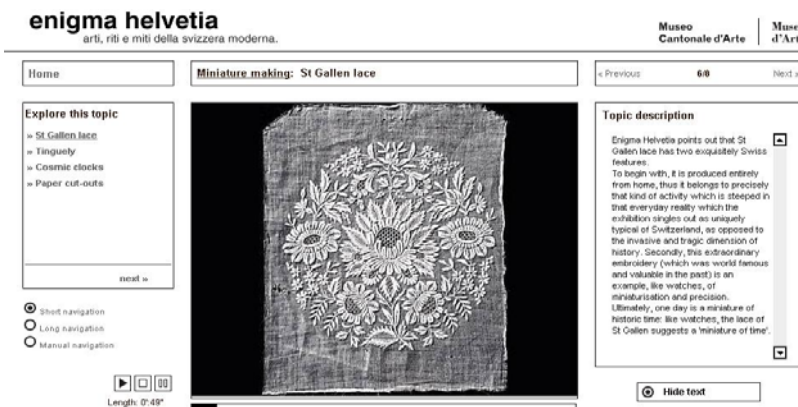 enigma helvetia
arti, riti e miti della svizzera moderna.
Museo
Cantonale d'Arte
Muse
d'Art
Home
Miniature making: St Gallen lace
« Previous 6/8 Next »
Explore this topic
» St Gallen lace
» Tinguely
» Cosmic clocks
» Paper cut-outs
next »
Short navigation
Long navigation
Manual navigation
Length: 0':49"
Topic description
Enigma Helvetia points out that St
Gallen lace has two exquisitely Swiss
features.
To begin with, it is produced entirely
from home, thus it belongs to precisely
that kind of activity which is steeped in
that everyday reality which the
exhibition singles out as uniquely
typical of Switzerland, as opposed to
the invasive and tragic dimension of
history. Secondly, this extraordinary
embroidery (which was world famous
and valuable in the past) is an
example, like watches, of
miniaturisation and precision.
Ultimately, one day is a miniature of
historic time: like watches, the lace of
St Gallen suggests a 'miniature of time'.
Hide text